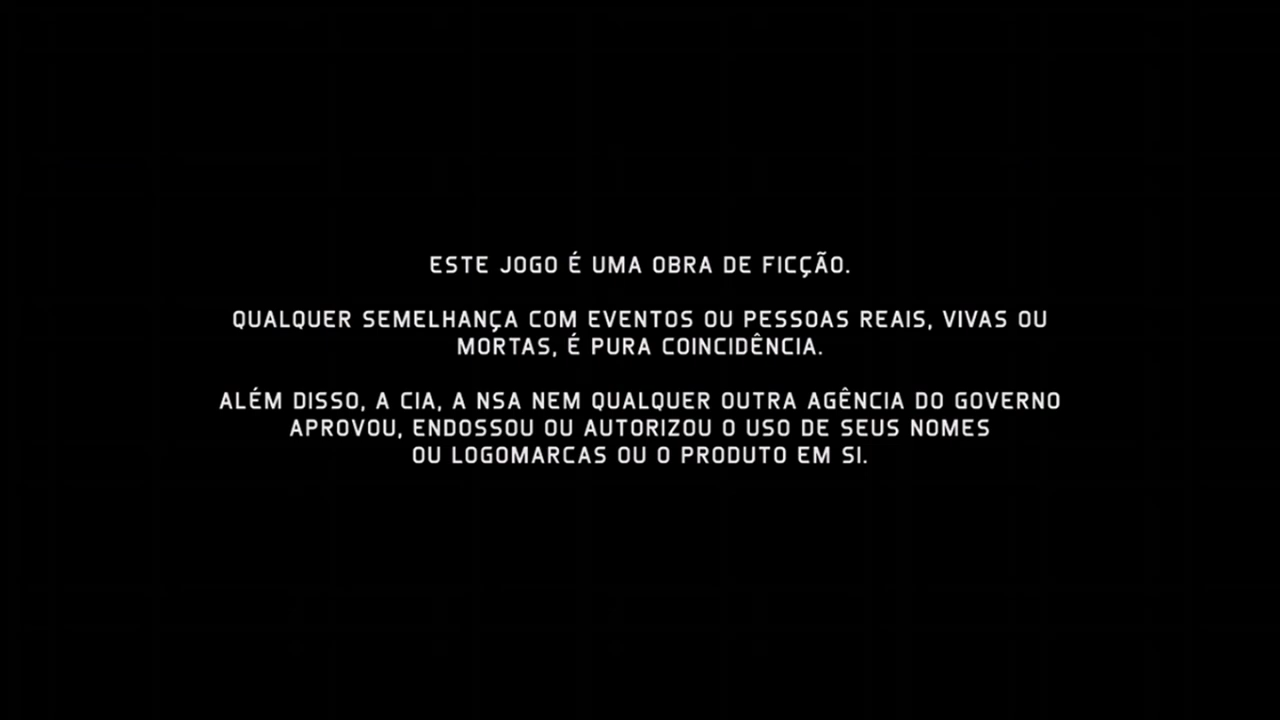 ESTE JOGO É UMA OBRA DE FICÇÃO.
QUALQUER SEMELHANÇA COM EVENTOS OU PESSOAS REAIS, VIVAS OU
MORTAS, É PURA COINCIDÊNCIA.
ALÉM DISSO, A CIA, A NSA NEM QUALQUER OUTRA AGÊNCIA DO GOVERNO
APROVOU, ENDOSSOU OU AUTORIZOU O USO DE SEUS NOMES
OU LOGOMARCAS OU O PRODUTO EM SI.